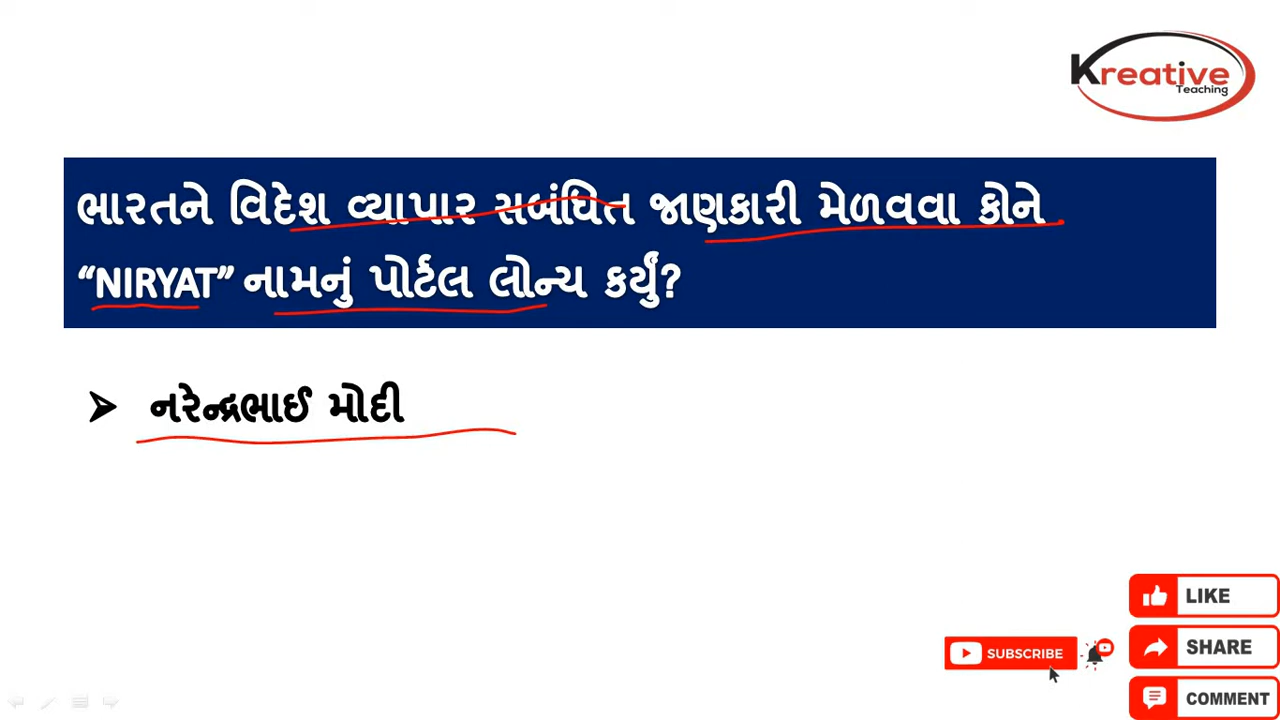 Kreative
Teaching
ભારતને વિદેશ વ્યાપાર સબંધિત જાણકારી મેળવવા કોને
“NIRYAT” નામનું પોર્ટલ લોન્ચ કર્યું?
➢ નરેન્દ્રભાઈ મોદી
LIKE
SUBSCRIBE
SHARE
COMMENT